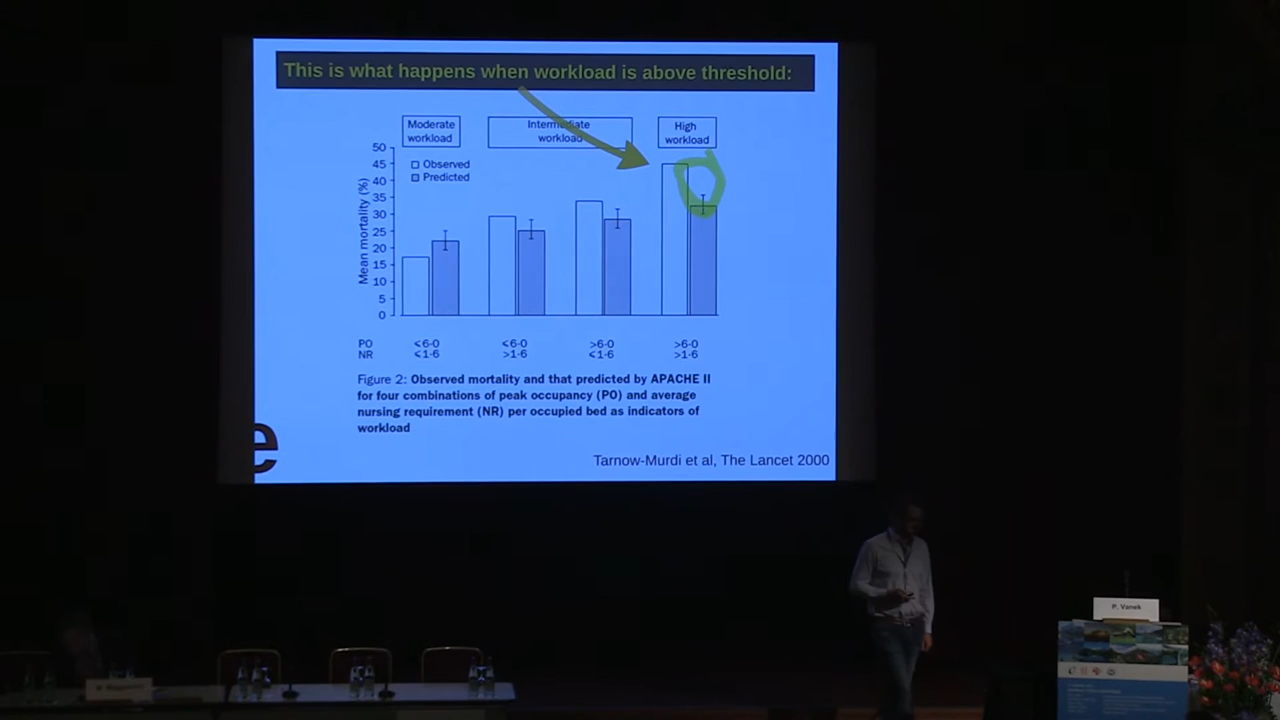 This is what happens when workload is above threshold:
Moderate workload
Intermediate workload
High workload
Observed
Predicted
Mean mortality (%)
50
45
40
35
30
25
20
15
10
5
0
PO <6·0 <6·0 >6·0 >6·0
NR <1·6 >1·6 <1·6 >1·6
Figure 2: Observed mortality and that predicted by APACHE II
for four combinations of peak occupancy (PO) and average
nursing requirement (NR) per occupied bed as indicators of
workload
e
Tarnow-Murdi et al, The Lancet 2000
P. Vanek